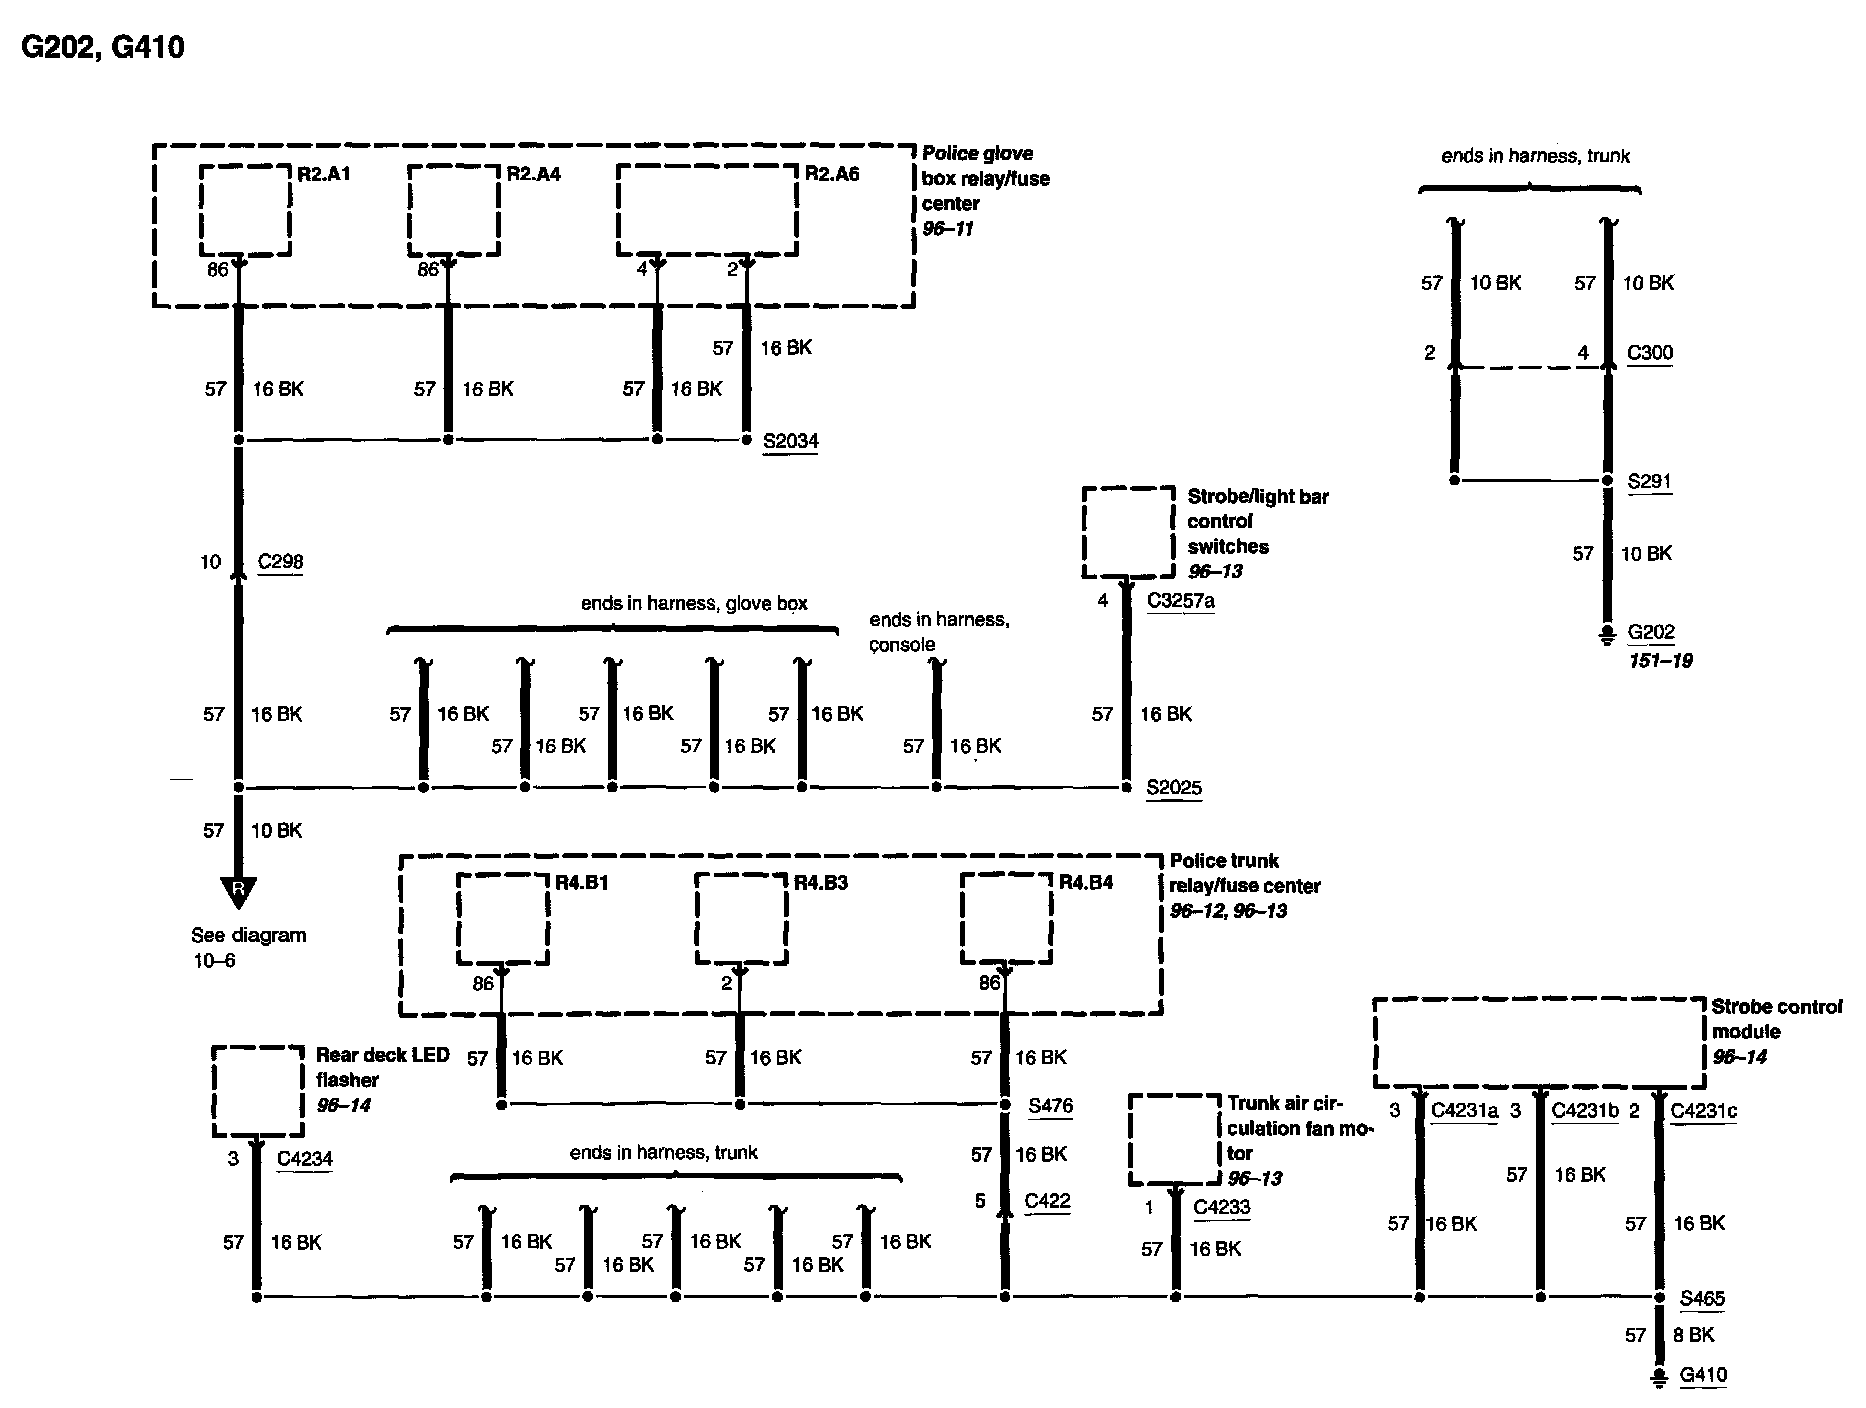 G202, G410
Police glove
box relay/fuse
center
96–11
R2.A1
R2.A4
R2.A6
86
86
4
2
57 16 BK
57 16 BK
57 16 BK
57 16 BK
S2034
ends in harness, trunk
57 10 BK
57 10 BK
2
4
C300
S291
57 10 BK
G202
151–19
10
C298
Strobe/light bar
control
switches
96–13
4
C3257a
ends in harness, glove box
ends in harness,
console
57 16 BK
57 16 BK
57 16 BK
57 16 BK
57 16 BK
57 16 BK
57 16 BK
57 16 BK
S2025
57 10 BK
R
See diagram
10–6
Police trunk
relay/fuse center
96–12, 96–13
R4.B1
R4.B3
R4.B4
86
2
86
57 16 BK
57 16 BK
57 16 BK
S476
57 16 BK
5
C422
Rear deck LED
flasher
96–14
3
C4234
57 16 BK
ends in harness, trunk
57 16 BK
57 16 BK
57 16 BK
57 16 BK
57 16 BK
Trunk air cir-
culation fan mo-
tor
96–13
1
C4233
57 16 BK
Strobe control
module
96–14
3 C4231a
3 C4231b
2 C4231c
57 16 BK
57 16 BK
57 16 BK
S465
57 8 BK
G410